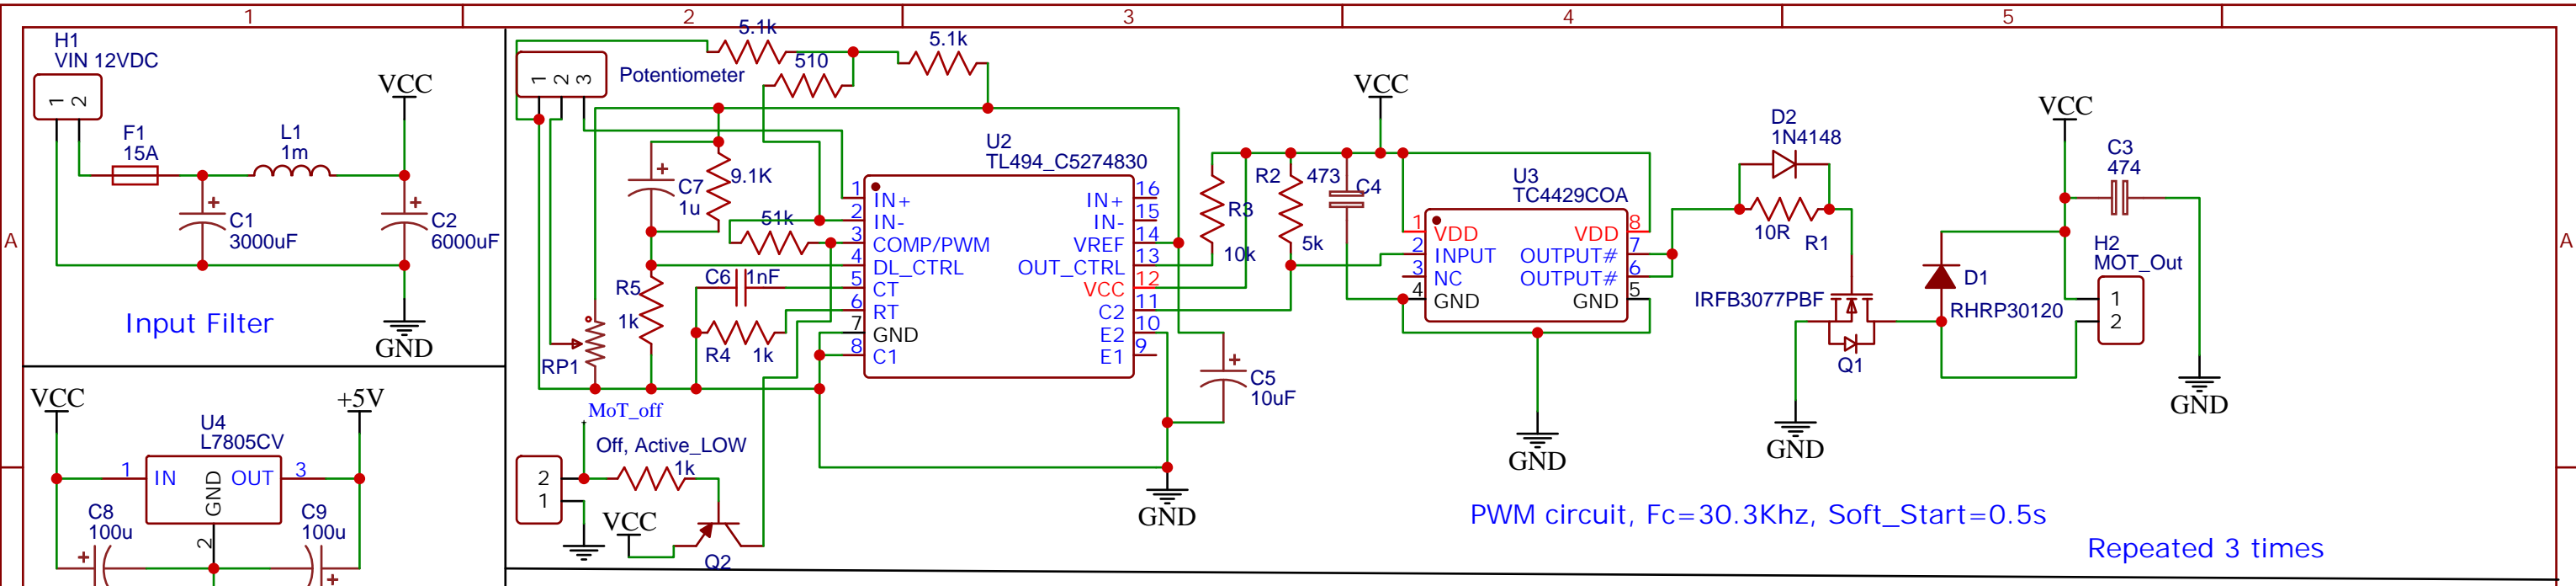 1
2
3
4
5
A
A
H1
VIN 12VDC
1
2
F1
15A
L1
1m
VCC
C1
3000uF
C2
6000uF
GND
Input Filter
VCC
+5V
U4
L7805CV
1
IN
GND
OUT
3
2
C8
100u
C9
100u
5.1k
510
5.1k
1
2
3
Potentiometer
C7
1u
9.1K
51k
R5
1k
C6
1nF
R4
1k
RP1
MoT_off
Off, Active_LOW
1k
2
1
VCC
Q2
U2
TL494_C5274830
1 IN+
2 IN-
3 COMP/PWM
4 DL_CTRL
5 CT
6 RT
7 GND
8 C1
IN+ 16
IN- 15
VREF 14
OUT_CTRL 13
VCC 12
C2 11
E2 10
E1 9
C5
10uF
GND
VCC
R3
10k
R2
5k
473
C4
U3
TC4429COA
1 VDD
2 INPUT
3 NC
4 GND
VDD 8
OUTPUT# 7
OUTPUT# 6
GND 5
GND
D2
1N4148
10R
R1
IRFB3077PBF
Q1
GND
D1
RHRP30120
VCC
C3
474
H2
MOT_Out
1
2
GND
PWM circuit, Fc=30.3Khz, Soft_Start=0.5s
Repeated 3 times